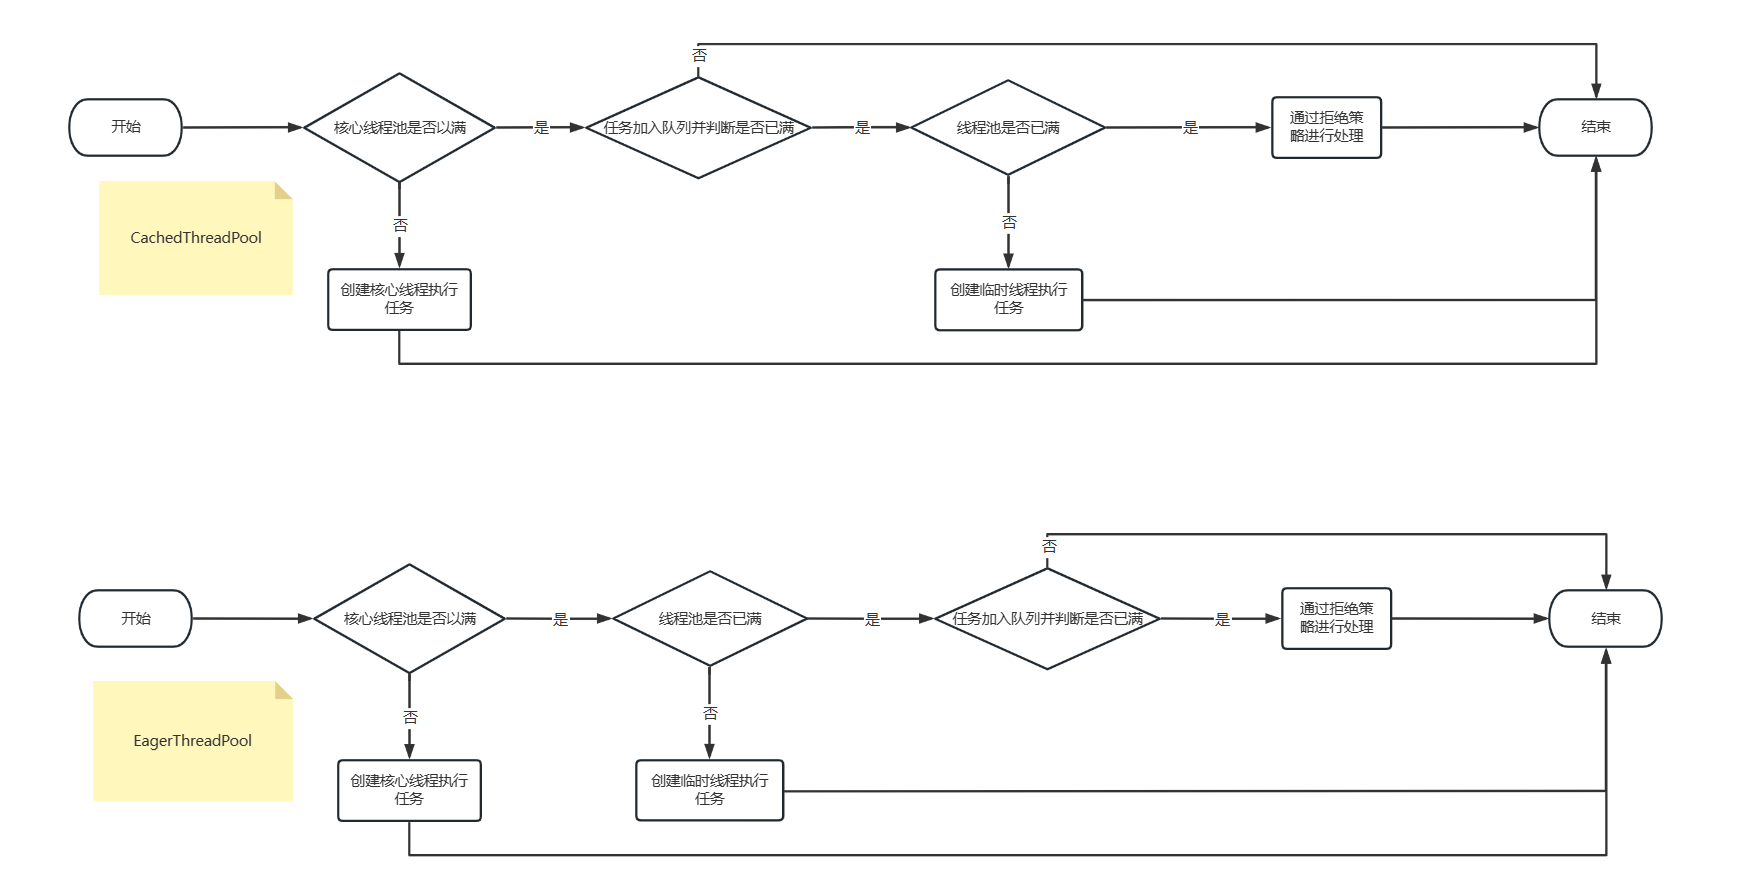 否
开始
核心线程池是否以满
是
任务加入队列并判断是否已满
是
线程池是否已满
是
通过拒绝策
略进行处理
结束
CachedThreadPool
否
否
创建核心线程执行
任务
创建临时线程执行
任务
否
开始
核心线程池是否以满
是
线程池是否已满
是
任务加入队列并判断是否已满
是
通过拒绝策
略进行处理
结束
EagerThreadPool
否
否
创建核心线程执行
任务
创建临时线程执行
任务